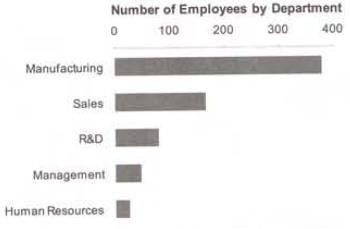 Number of Employees by Department
0 100 200 300 400
Manufacturing
Sales
R&D
Management
Human Resources